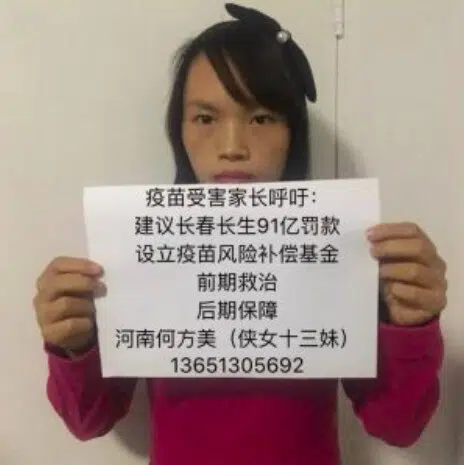 疫苗受害家长呼吁：
建议长春长生91亿罚款
设立疫苗风险补偿基金
前期救治
后期保障
河南何方美（侠女十三妹）
13651305692